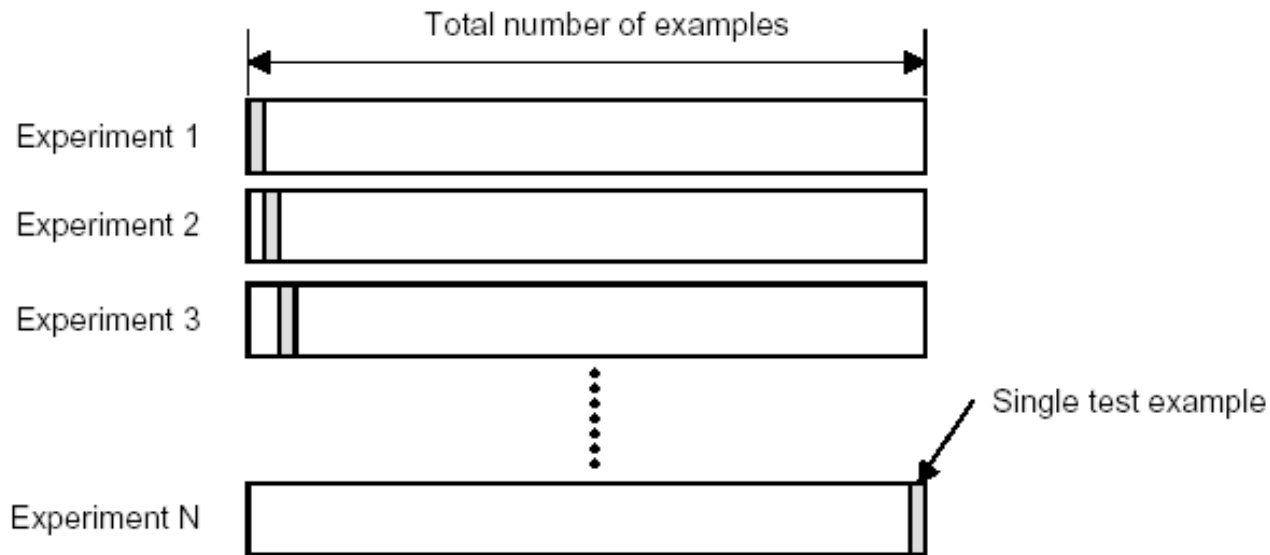 Total number of examples
Experiment 1
Experiment 2
Experiment 3
Single test example
Experiment N